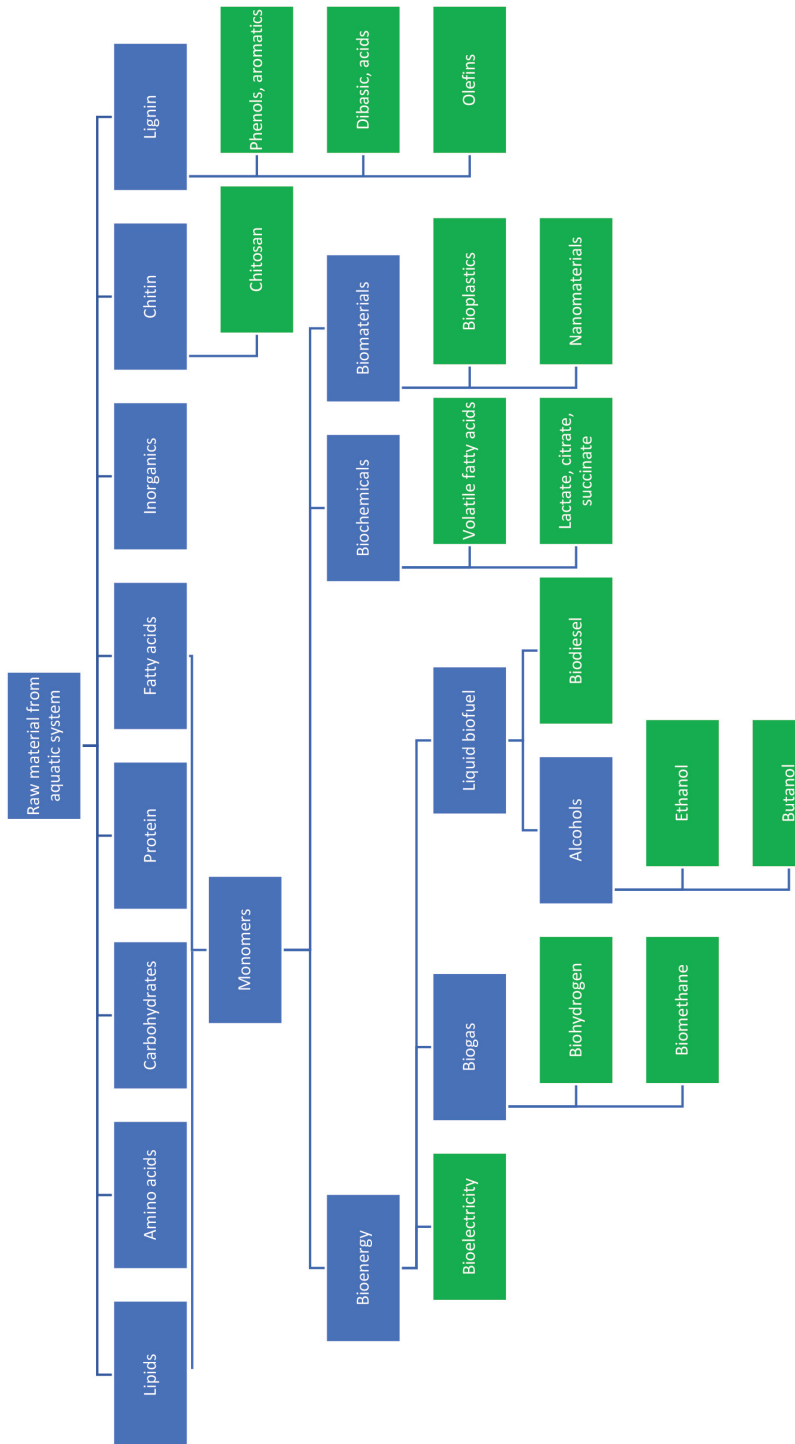 Raw material from
aquatic system
Lipids
Amino acids
Carbohydrates
Protein
Fatty acids
Inorganics
Chitin
Lignin
Monomers
Chitosan
Phenols, aromatics
Dibasic, acids
Olefins
Bioenergy
Biochemicals
Biomaterials
Bioelectricity
Biogas
Liquid biofuel
Volatile fatty acids
Bioplastics
Biohydrogen
Alcohols
Biodiesel
Lactate, citrate,
succinate
Nanomaterials
Biomethane
Ethanol
Butanol